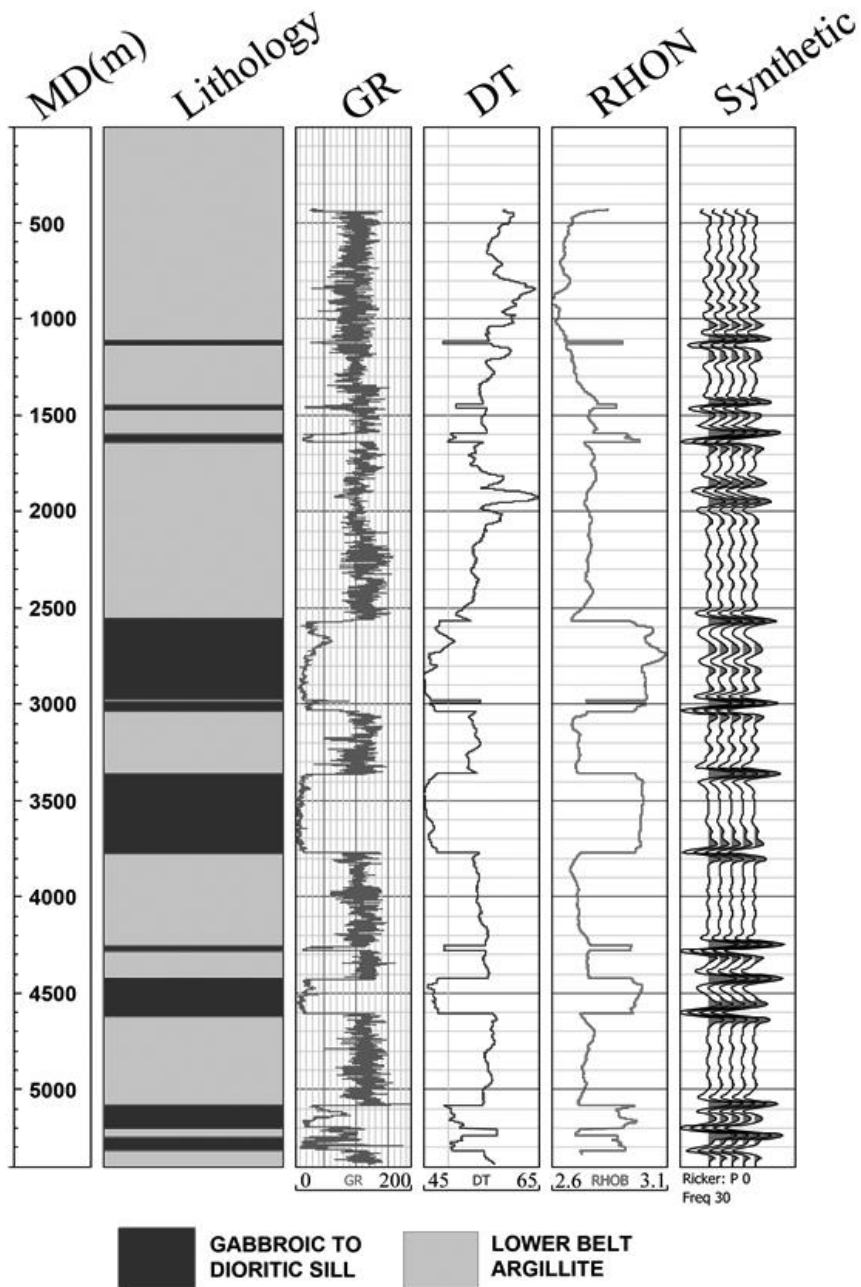 MD(m) Lithology GR DT RHON Synthetic
500
1000
1500
2000
2500
3000
3500
4000
4500
5000
0 GR 200 45 DT 65 2.6 RHOB 3.1 Ricker: P 0
Freq 30
GABBROIC TO
DIORITIC SILL
LOWER BELT
ARGILLITE